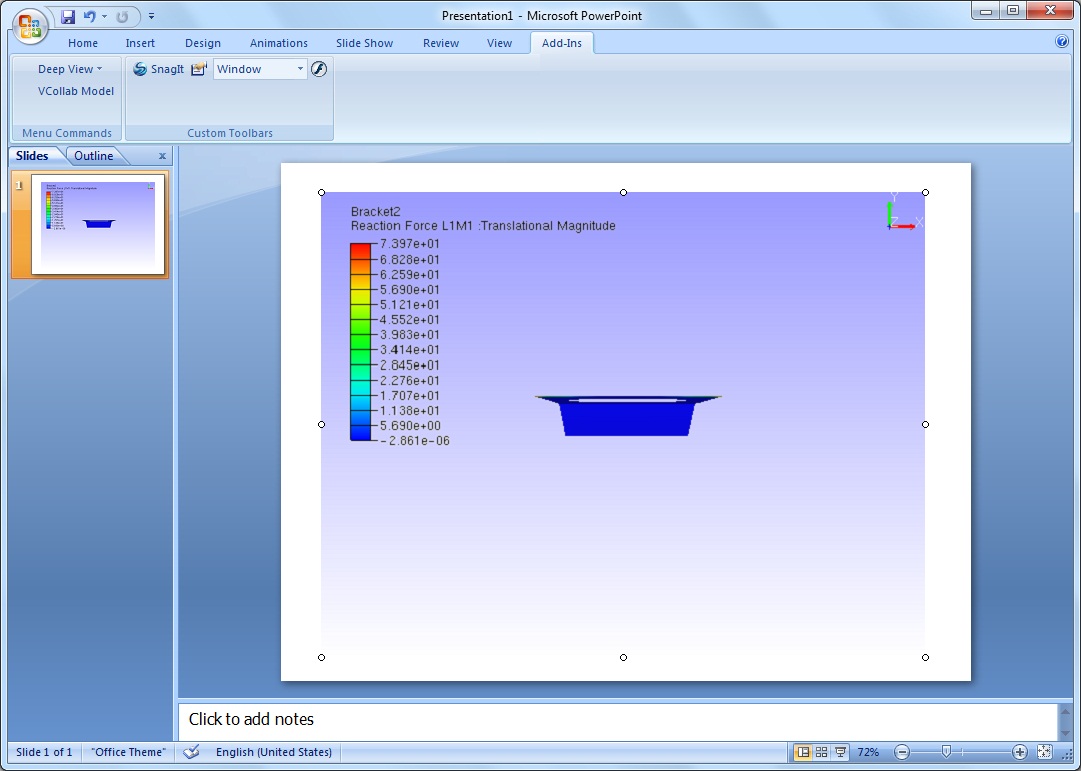 Presentation1 - Microsoft PowerPoint
Home Insert Design Animations Slide Show Review View Add-Ins
Deep View SnagIt Window
VCollab Model
Menu Commands Custom Toolbars
Slides Outline x
1
Bracket2
Reaction Force L1M1 :Translational Magnitude
7.397e+01
6.828e+01
6.259e+01
5.690e+01
5.121e+01
4.552e+01
3.983e+01
3.414e+01
2.845e+01
2.276e+01
1.707e+01
1.138e+01
5.690e+00
-2.861e-06
Y
Z X
Click to add notes
Slide 1 of 1 "Office Theme" English (United States) 72%